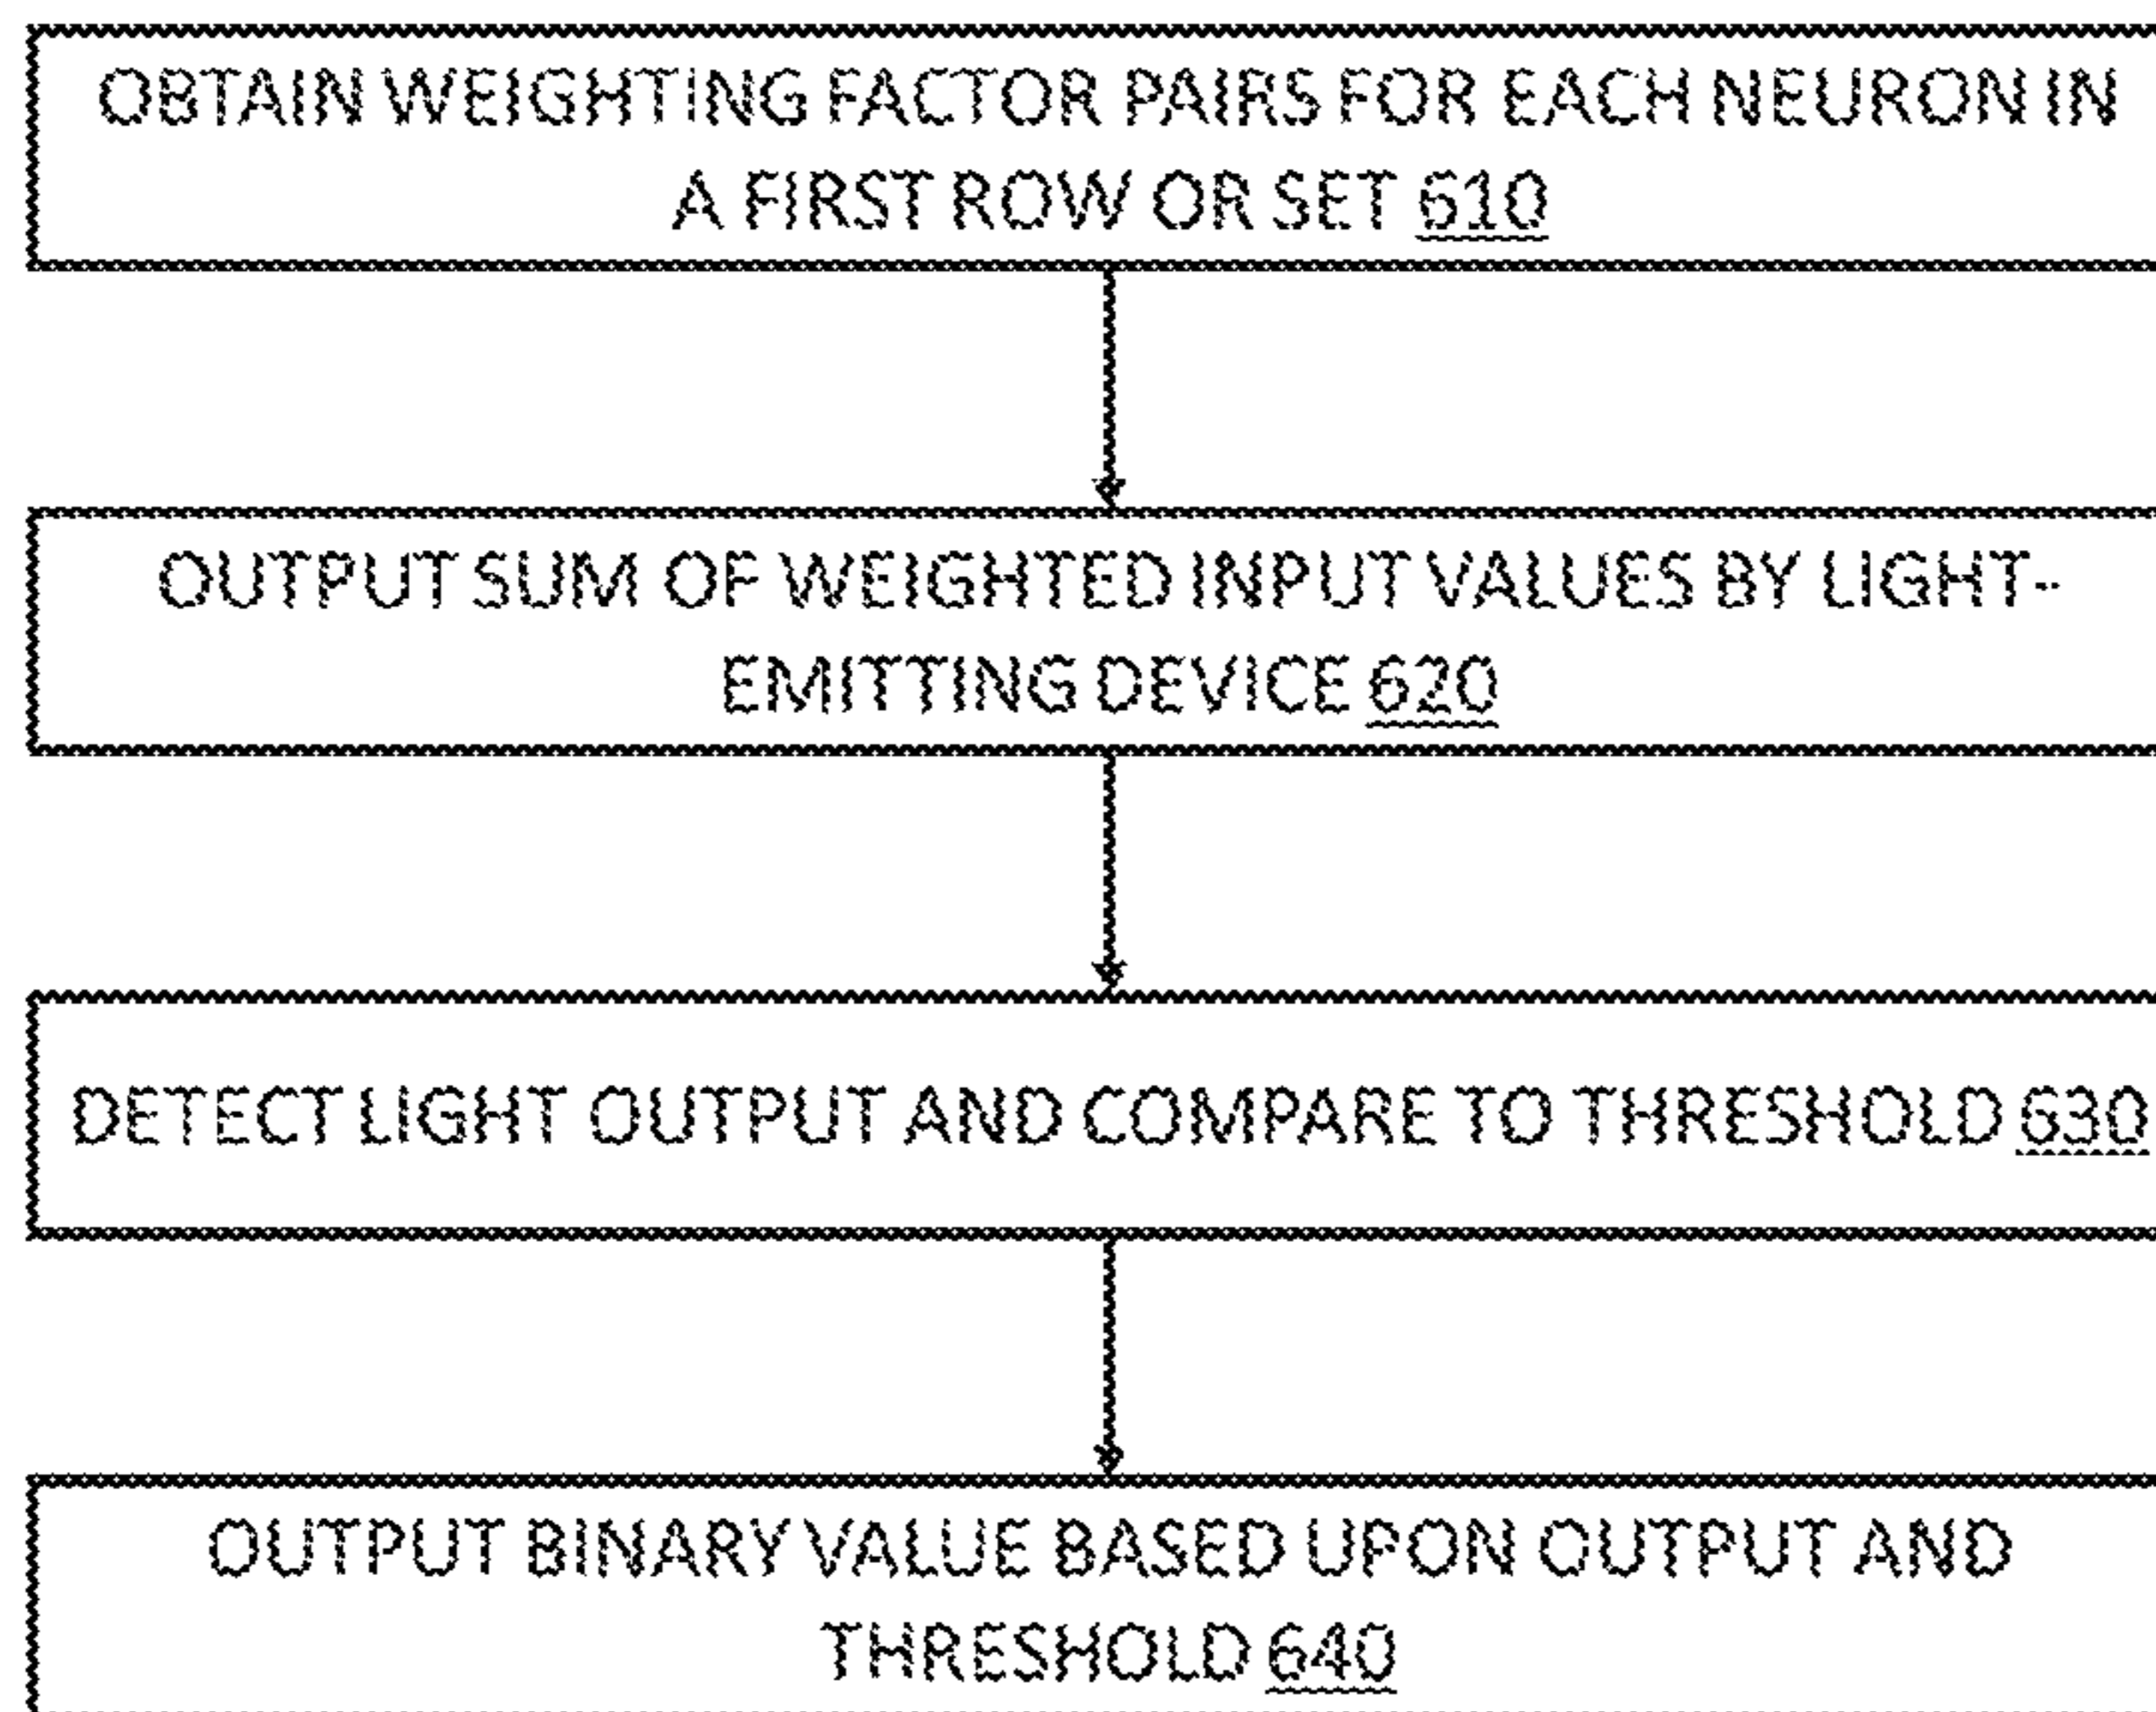 OBTAIN WEIGHTING FACTOR PAIRS FOR EACH NEURON IN
A FIRST ROW OR SET 610
OUTPUT SUM OF WEIGHTED INPUT VALUES BY LIGHT-
EMITTING DEVICE 620
DETECT LIGHT OUTPUT AND COMPARE TO THRESHOLD 630
OUTPUT BINARY VALUE BASED UPON OUTPUT AND
THRESHOLD 640